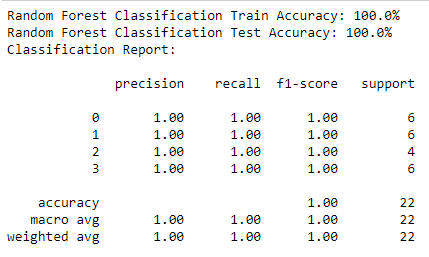 Random Forest Classification Train Accuracy: 100.0%
Random Forest Classification Test Accuracy: 100.0%
Classification Report:
precision recall f1-score support
0 1.00 1.00 1.00 6
1 1.00 1.00 1.00 6
2 1.00 1.00 1.00 4
3 1.00 1.00 1.00 6
accuracy 1.00 22
macro avg 1.00 1.00 1.00 22
weighted avg 1.00 1.00 1.00 22